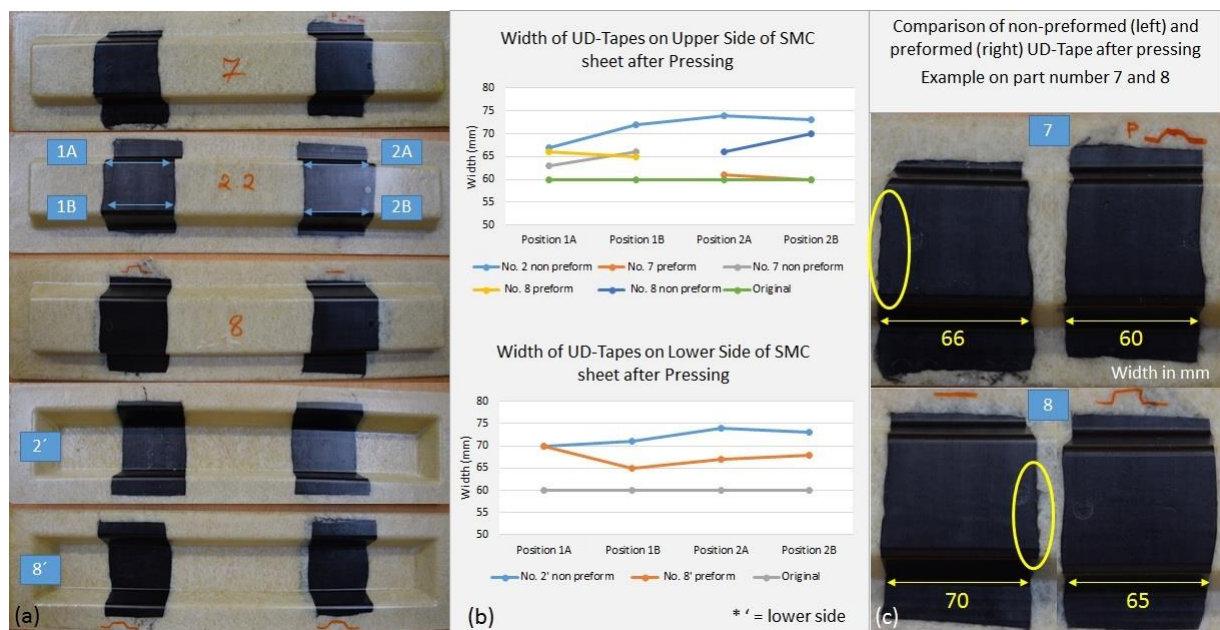 7
1A
2A
2.2
1B
2B
8
2´
8´
(a)
Width of UD-Tapes on Upper Side of SMC
sheet after Pressing
Width (mm)
80
75
70
65
60
55
50
Position 1A
Position 1B
Position 2A
Position 2B
No. 2 non preform
No. 7 preform
No. 7 non preform
No. 8 preform
No. 8 non preform
Original
Width of UD-Tapes on Lower Side of SMC
sheet after Pressing
Width (mm)
80
75
70
65
60
55
50
Position 1A
Position 1B
Position 2A
Position 2B
No. 2' non preform
No. 8' preform
Original
(b)
* ‘ = lower side
Comparison of non-preformed (left) and
preformed (right) UD-Tape after pressing
Example on part number 7 and 8
7
P
66
60
Width in mm
8
70
65
(c)